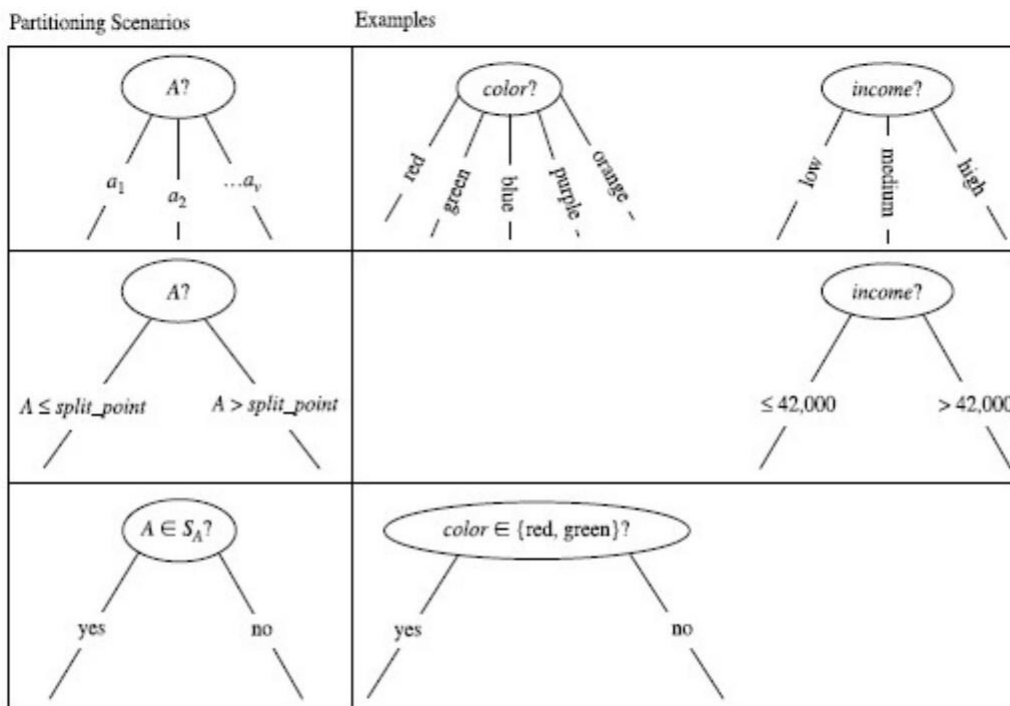 Partitioning Scenarios
Examples
A?
a1
a2
...av
color?
red
green
blue
purple
orange
income?
low
medium
high
A?
A ≤ split_point
A > split_point
income?
≤ 42,000
> 42,000
A ∈ SA?
yes
no
color ∈ {red, green}?
yes
no